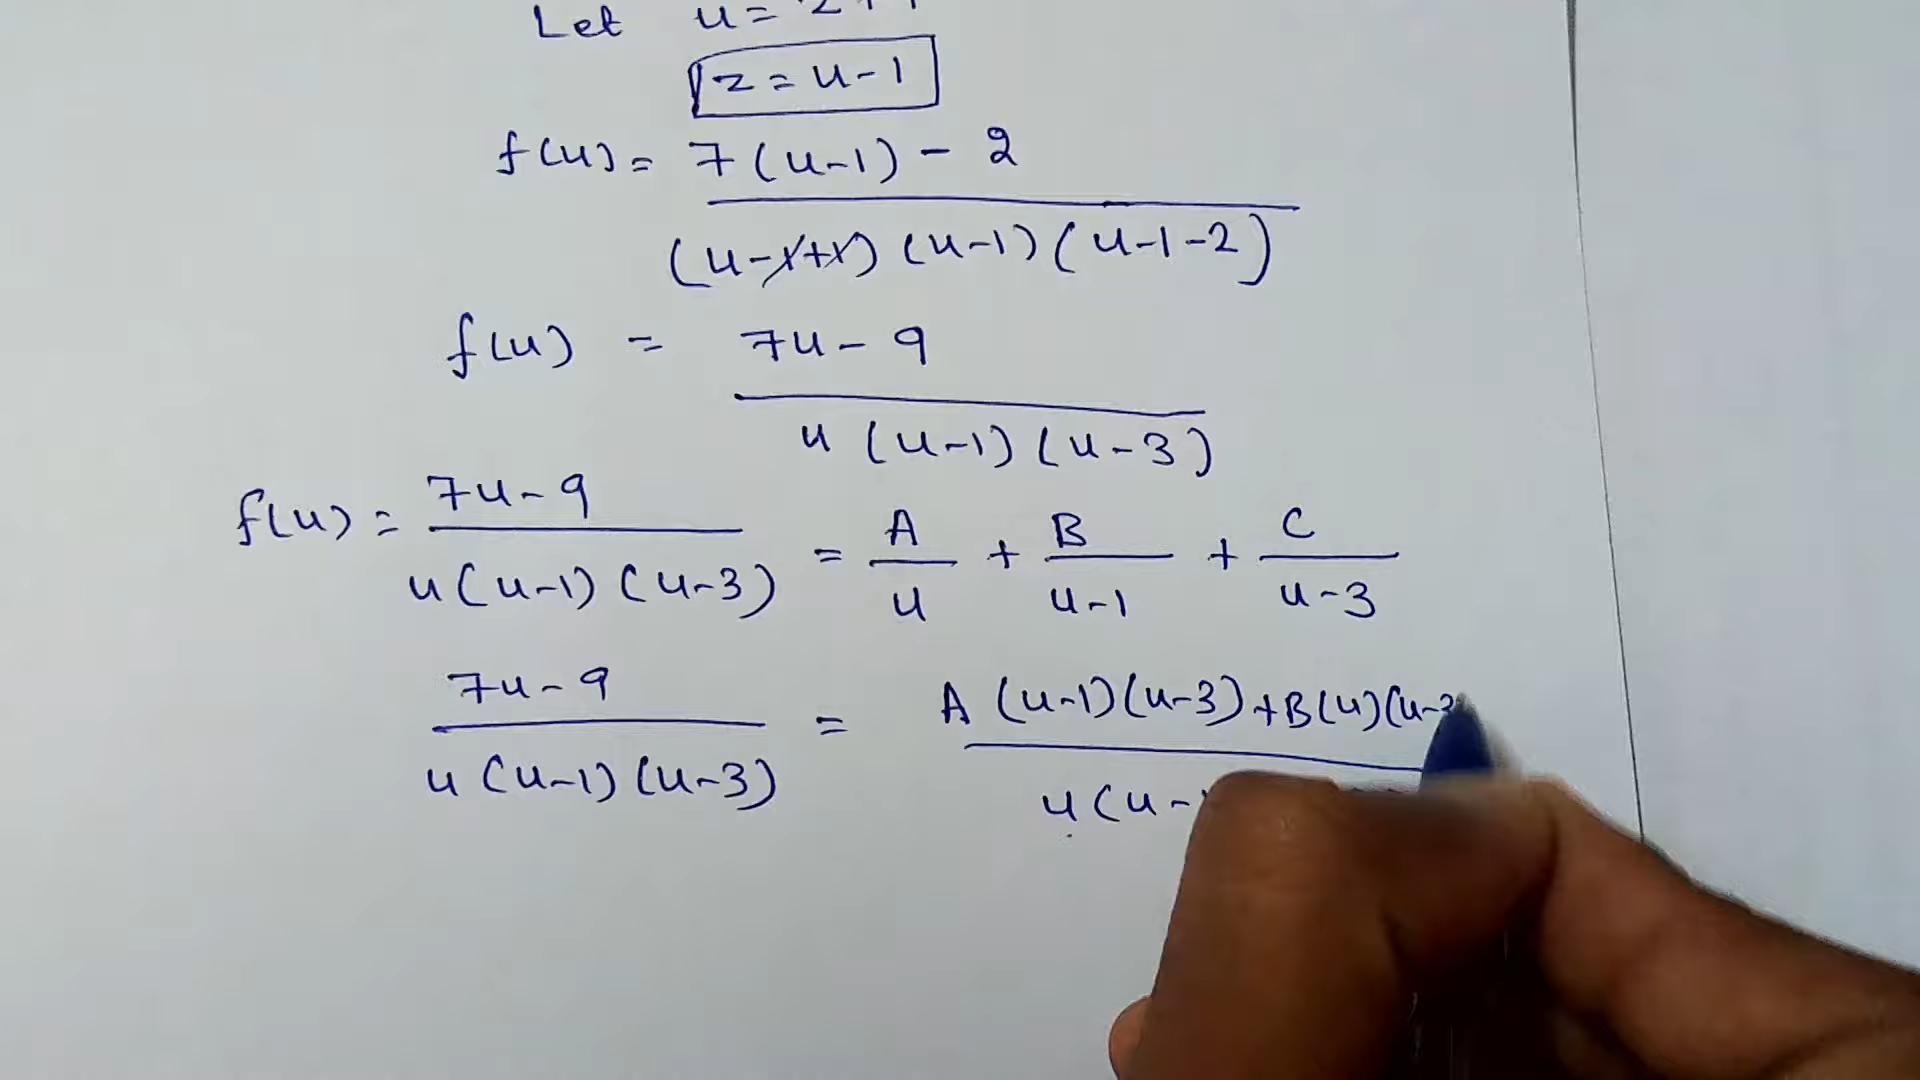 Let u =
z = u-1
f(u) = 7(u-1) - 2
(u-1+1) (u-1) (u-1-2)
f(u) = 7u - 9
u (u-1) (u-3)
f(u) = 7u-9 = A + B + C
u(u-1) (u-3) u u-1 u-3
7u-9 = A (u-1)(u-3) + B(u)(u-3
u (u-1) (u-3) u(u-